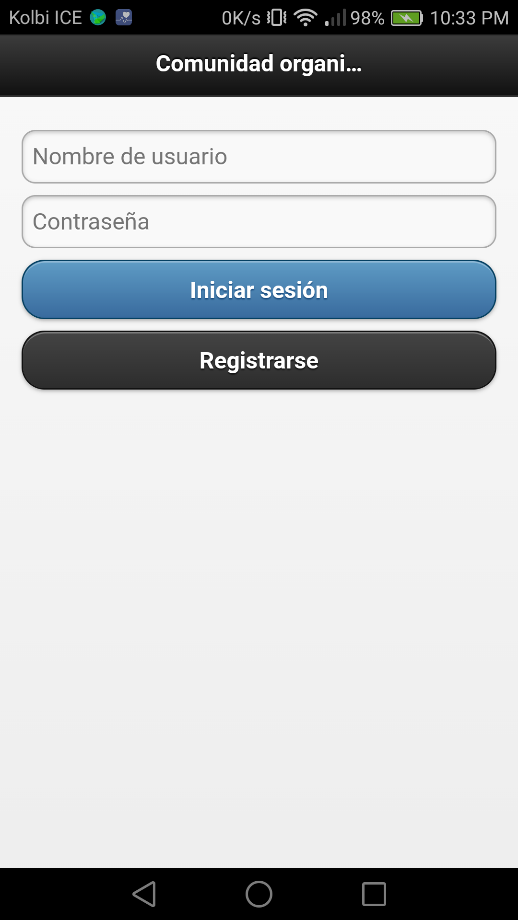 Kolbi ICE 0K/s 98% 10:33 PM
Comunidad organi...
Nombre de usuario
Contraseña
Iniciar sesión
Registrarse